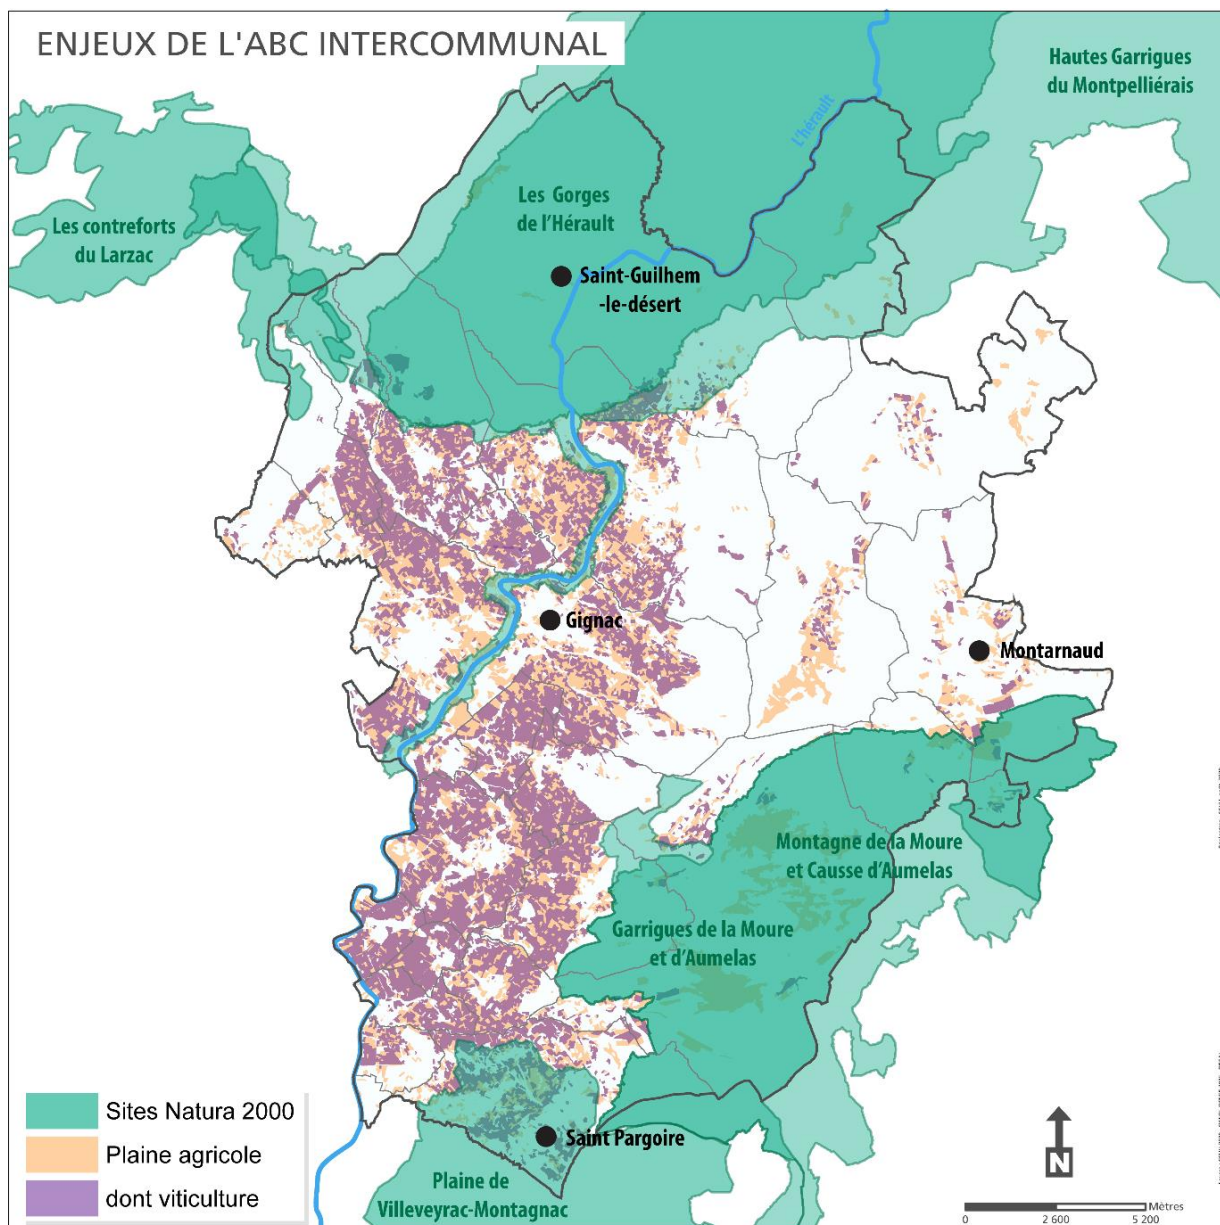 ENJEUX DE L'ABC INTERCOMMUNAL
Hautes Garrigues
du Montpelliérais
L'hérault
Les Gorges
de l'Hérault
Les contreforts
du Larzac
Saint-Guilhem
-le-désert
Gignac
Montarnaud
Montagne de la Moure
et Causse d'Aumelas
Garrigues de la Moure
et d'Aumelas
Sites Natura 2000
Plaine agricole
dont viticulture
Saint Pargoire
Plaine de
Villeveyrac-Montagnac
N
Mètres
0 2 600 5 200